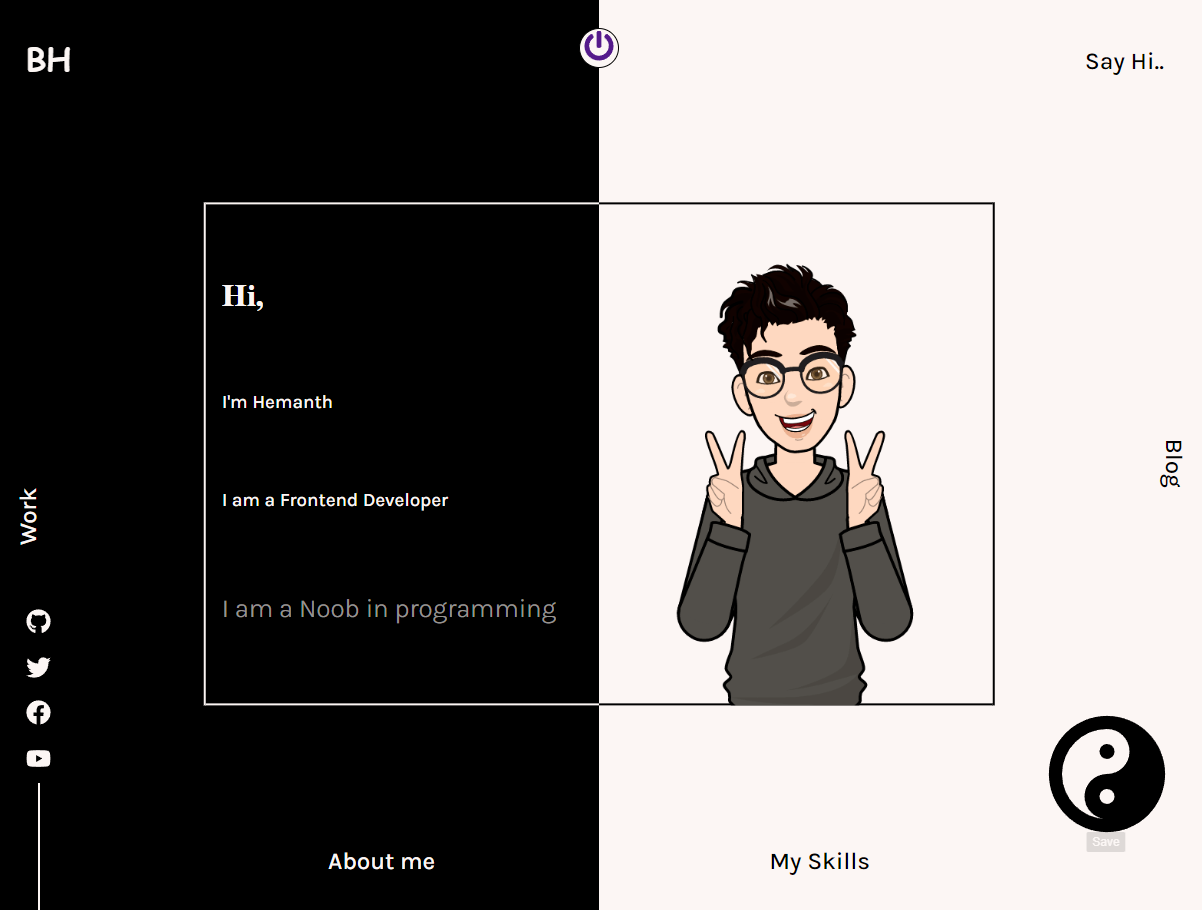 BH
Say Hi..
Hi,
I'm Hemanth
I am a Frontend Developer
I am a Noob in programming
Work
Blog
About me
My Skills
Save